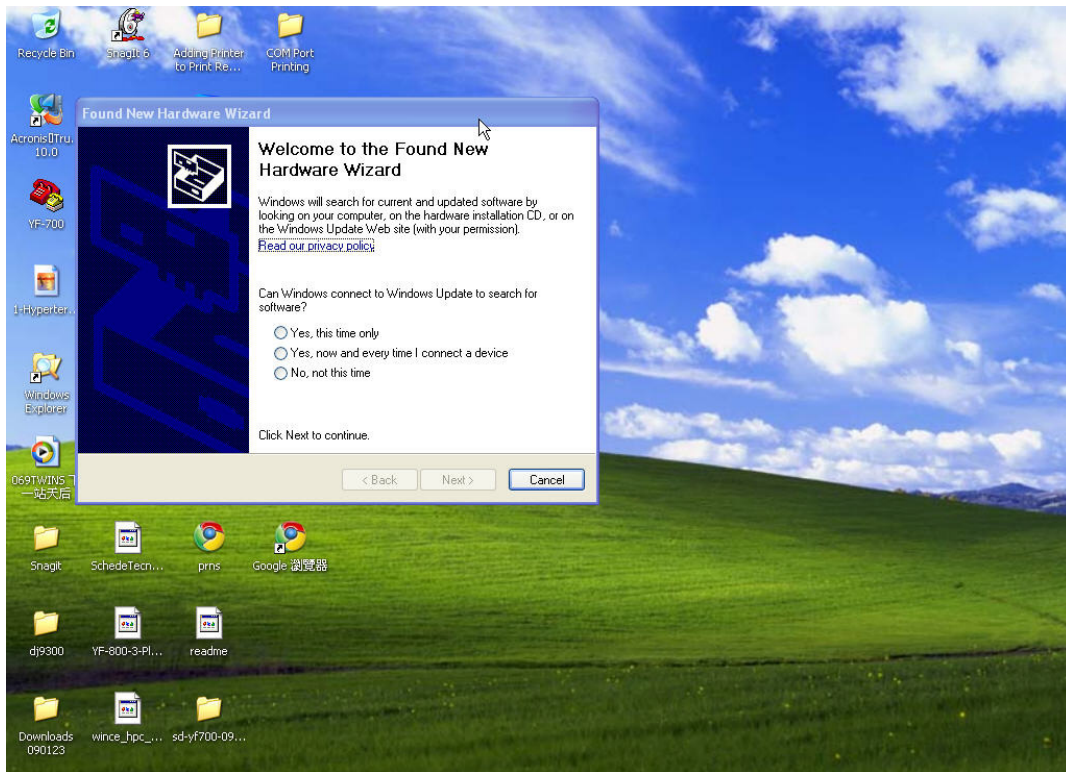 Recycle Bin
SnagIt 6
Adding Printer
to Print Re...
COM Port
Printing
Found New Hardware Wizard
Acronis Tru.
10.0
Welcome to the Found New
Hardware Wizard
Windows will search for current and updated software by
looking on your computer, on the hardware installation CD, or on
the Windows Update Web site (with your permission).
Read our privacy policy
Can Windows connect to Windows Update to search for
software?
Yes, this time only
Yes, now and every time I connect a device
No, not this time
Click Next to continue.
< Back
Next >
Cancel
YF-700
1-Hyperter..
Windows
Explorer
069TWINS
一站天后
Snagit
SchedeTecn...
prns
Google 瀏覽器
dj9300
YF-800-3-Pl...
readme
Downloads
090123
wince_hpc_...
sd-yf700-09...